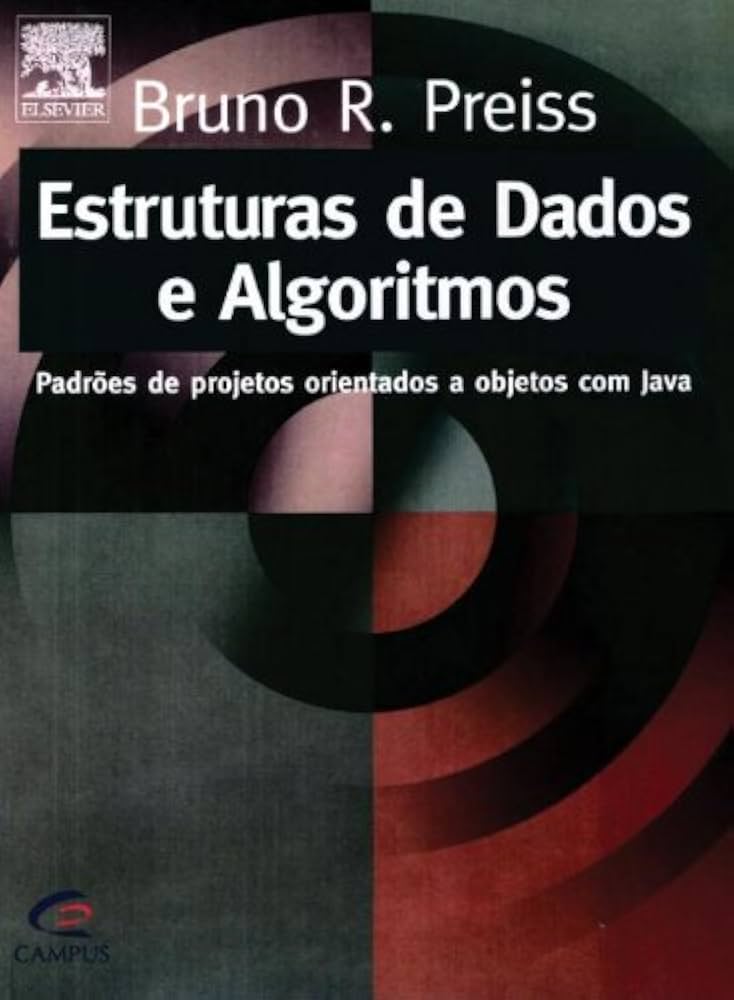 ELSEVIER
Bruno R. Preiss
Estruturas de Dados
e Algoritmos
Padrões de projetos orientados a objetos com Java
CAMPUS